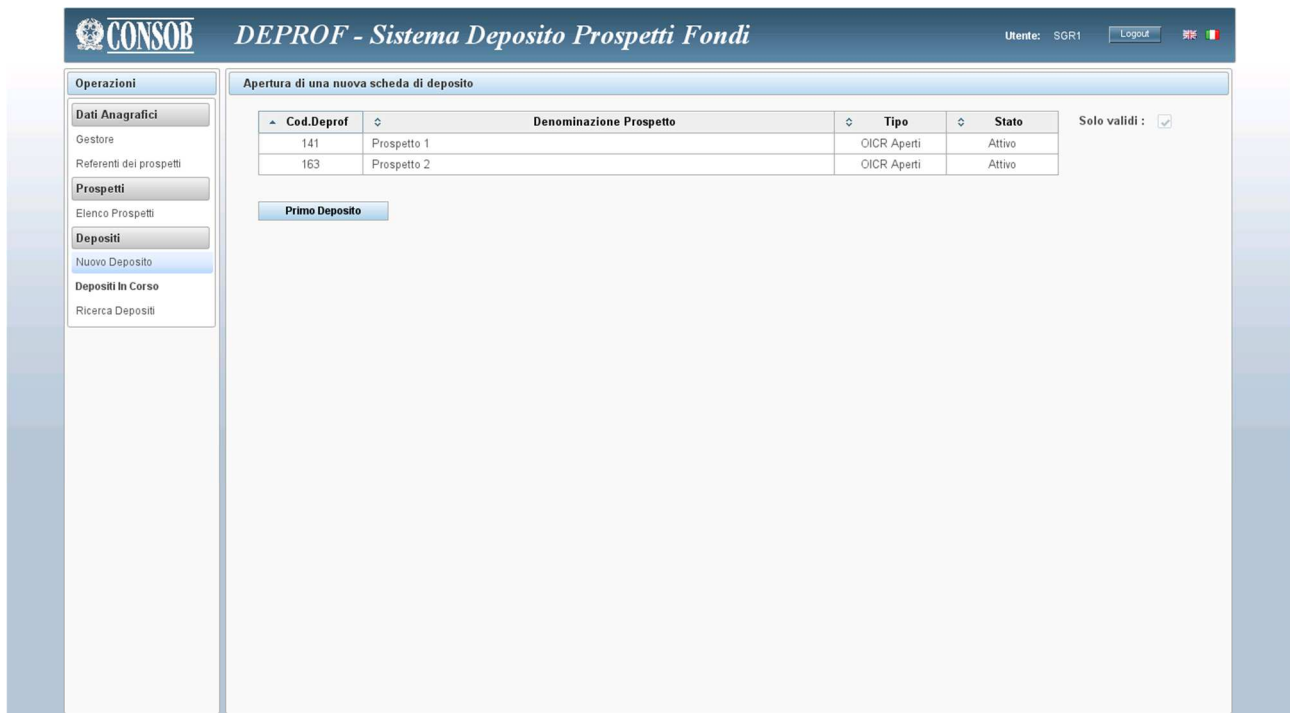 CONSOB DEPROF - Sistema Deposito Prospetti Fondi Utente: SGR1 Logout
Operazioni
Dati Anagrafici
Gestore
Referenti dei prospetti
Prospetti
Elenco Prospetti
Depositi
Nuovo Deposito
Depositi In Corso
Ricerca Depositi
Apertura di una nuova scheda di deposito
Cod.Deprof Denominazione Prospetto Tipo Stato Solo validi :
141 Prospetto 1 OICR Aperti Attivo
163 Prospetto 2 OICR Aperti Attivo
Primo Deposito